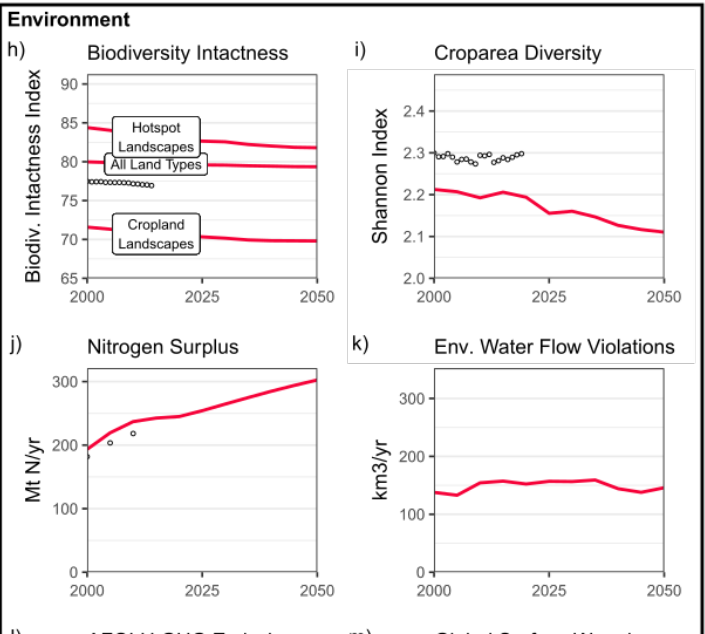 Environment
h)
Biodiversity Intactness
Biodiv. Intactness Index
90
85
80
75
70
65
Hotspot
Landscapes
All Land Types
Cropland
Landscapes
2000
2025
2050
i)
Croparea Diversity
Shannon Index
2.4
2.3
2.2
2.1
2.0
2000
2025
2050
j)
Nitrogen Surplus
Mt N/yr
300
200
100
0
2000
2025
2050
k)
Env. Water Flow Violations
km3/yr
300
200
100
0
2000
2025
2050